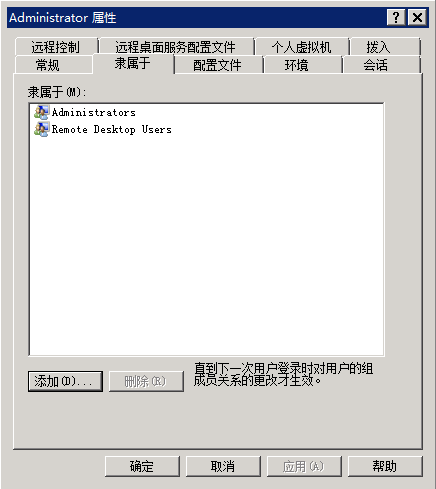 Administrator 属性
远程控制 远程桌面服务配置文件 个人虚拟机 拨入
常规 隶属于 配置文件 环境 会话
隶属于(M):
Administrators
Remote Desktop Users
添加(D)... 删除(R) 直到下一次用户登录时对用户的组
成员关系的更改才生效。
确定 取消 应用(A) 帮助